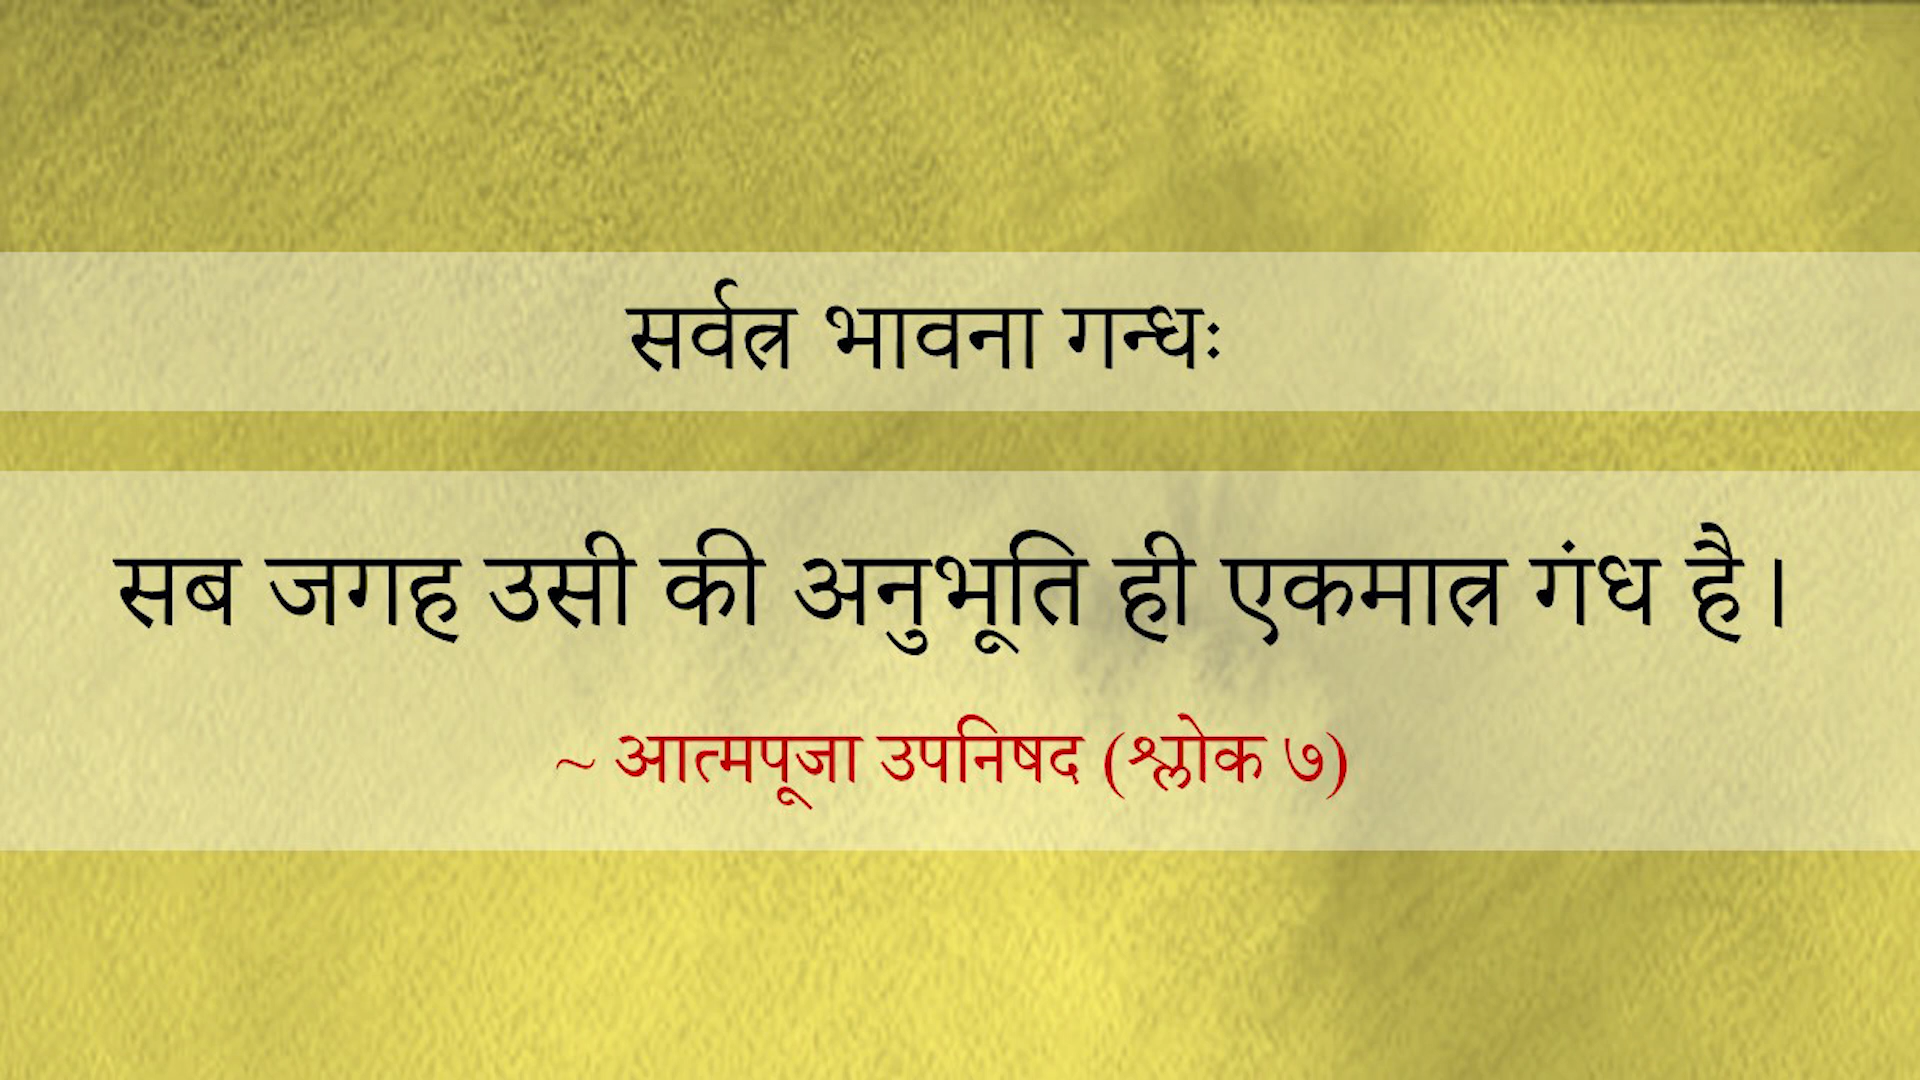 सर्वत्र भावना गन्धः
सब जगह उसी की अनुभूति ही एकमात्र गंध है।
~ आत्मपूजा उपनिषद (श्लोक ७)